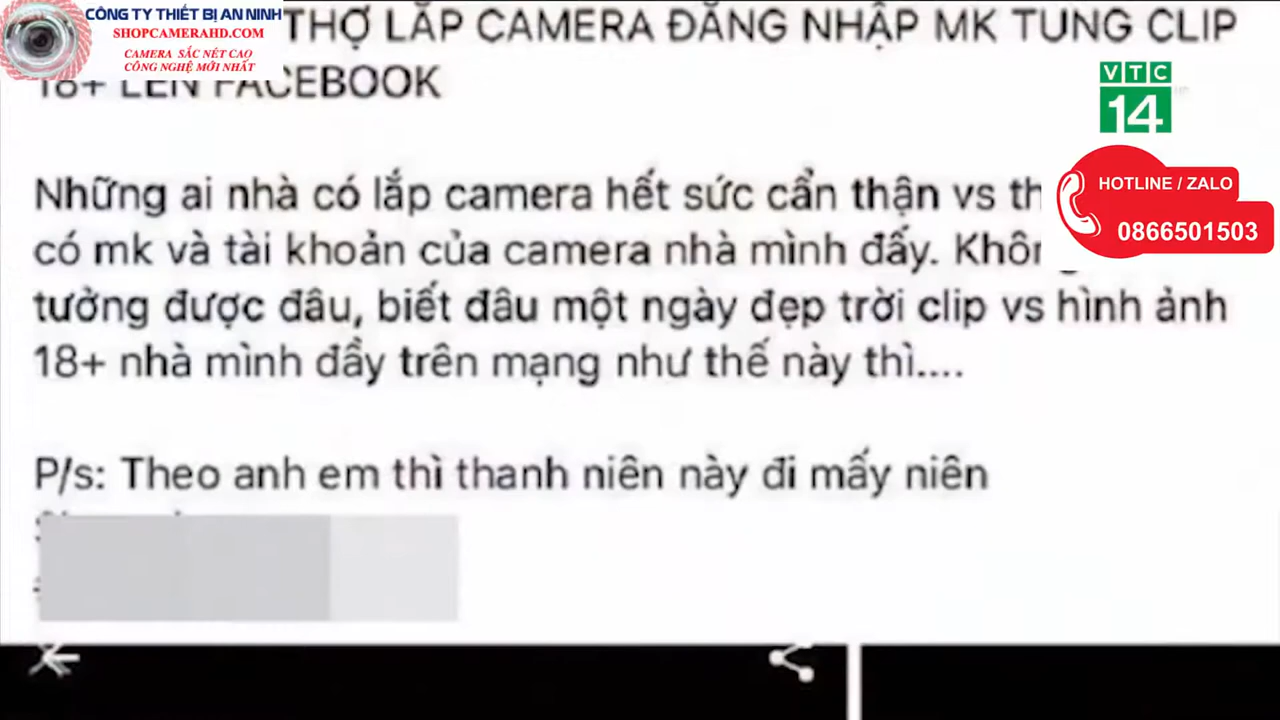 CÔNG TY THIẾT BỊ AN NINH
SHOPCAMERAHD.COM
CAMERA SẮC NÉT CAO
CÔNG NGHỆ MỚI NHẤT
THỢ LẮP CAMERA ĐĂNG NHẬP MK TUNG CLIP
18+ LÊN FACEBOOK
VTC
14
HOTLINE / ZALO
0866501503
Những ai nhà có lắp camera hết sức cẩn thận vs
có mk và tài khoản của camera nhà mình đấy.
tưởng được đâu, biết đâu một ngày đẹp trời clip vs hình ảnh
18+ nhà mình đầy trên mạng như thế này thì....
P/s: Theo anh em thì thanh niên này đi mấy niên